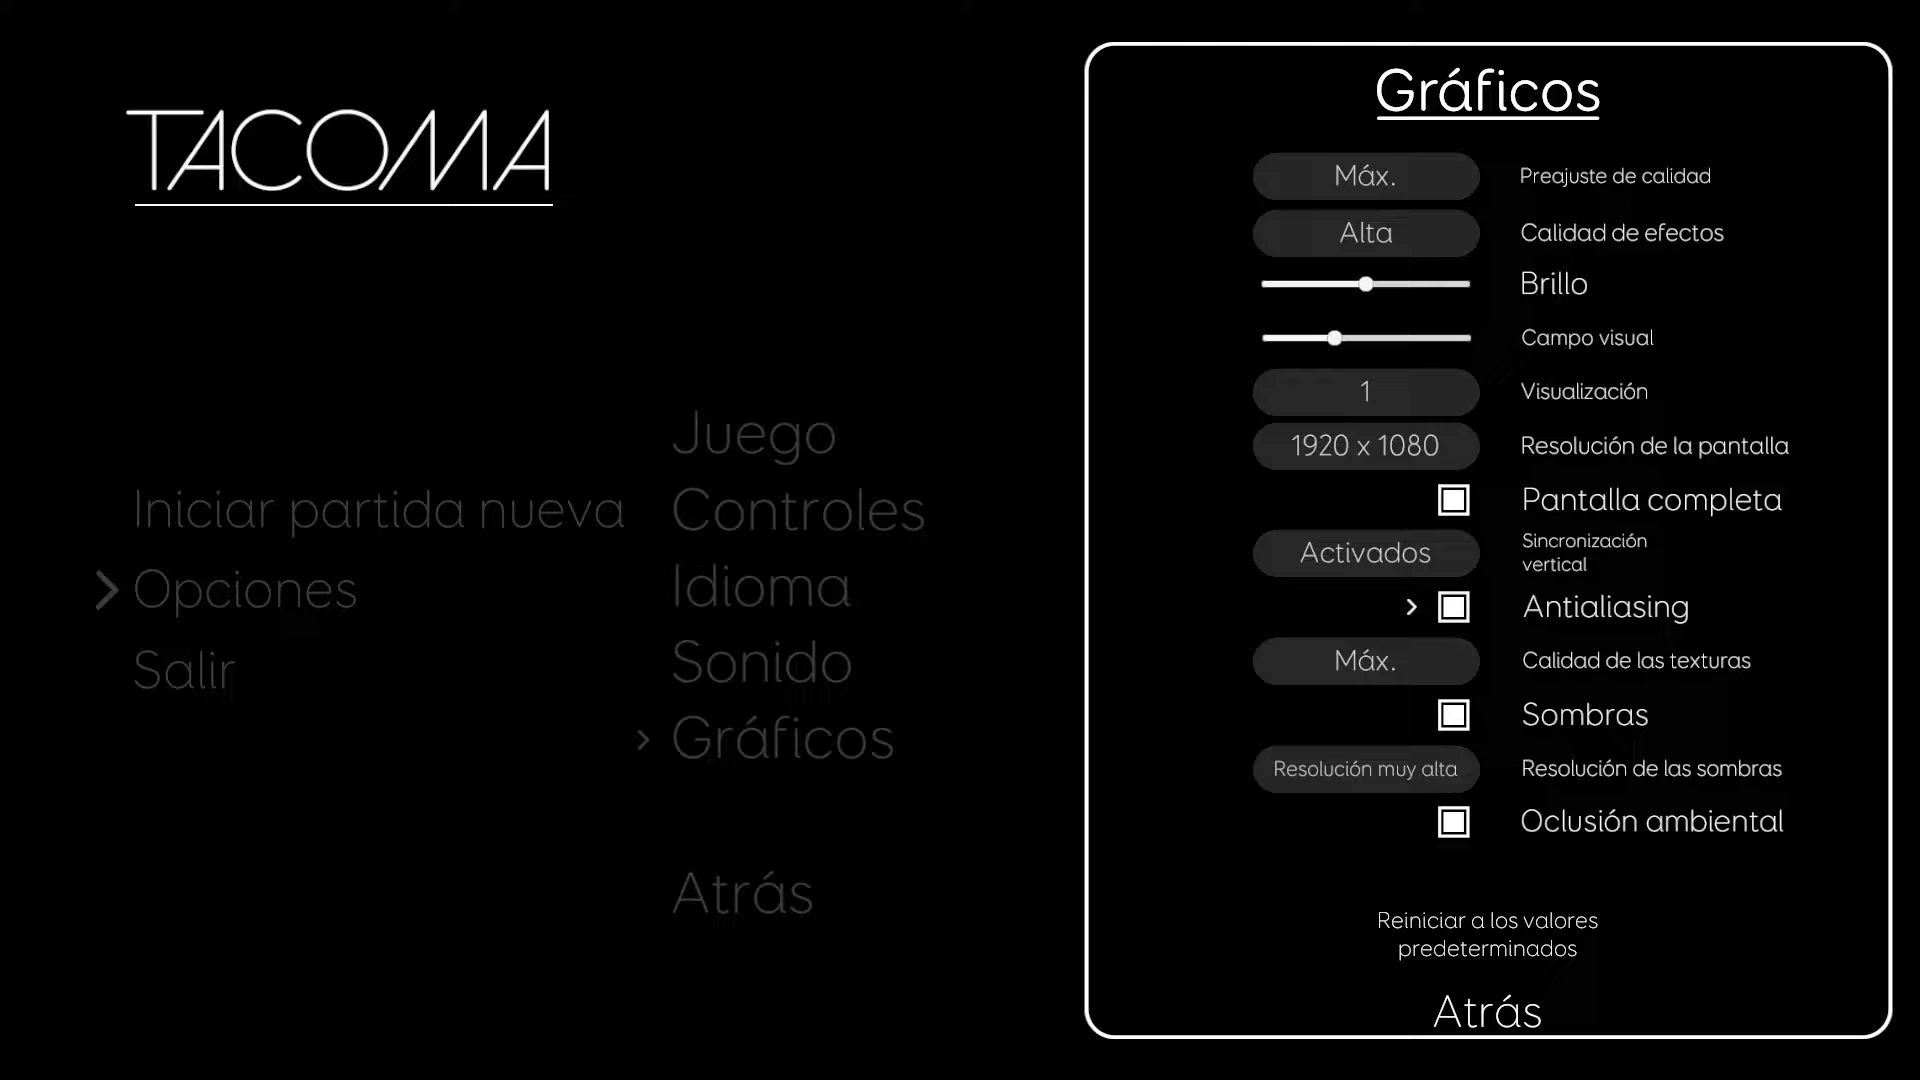 TACOMA
Iniciar partida nueva
Opciones
Salir
Juego
Controles
Idioma
Sonido
Gráficos
Atrás
Gráficos
Máx. Preajuste de calidad
Alta Calidad de efectos
Brillo
Campo visual
1 Visualización
1920 x 1080 Resolución de la pantalla
Pantalla completa
Activados Sincronización
vertical
Antialiasing
Máx. Calidad de las texturas
Sombras
Resolución muy alta Resolución de las sombras
Oclusión ambiental
Reiniciar a los valores
predeterminados
Atrás